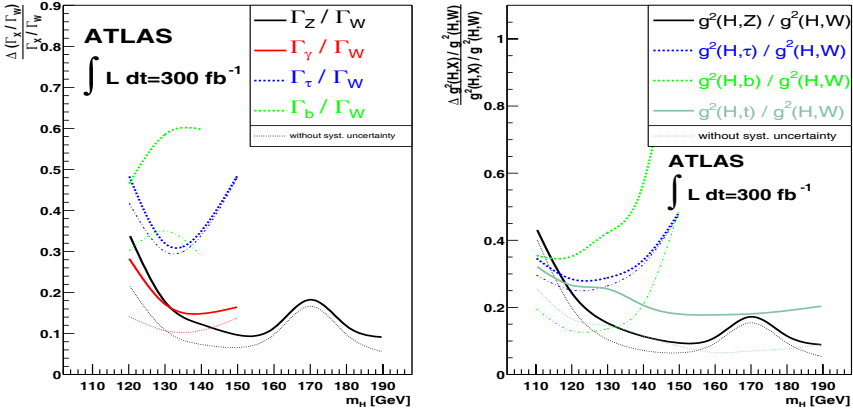 Δ (Γ_X / Γ_W)
Γ_X / Γ_W
0.9
0.8
0.7
0.6
0.5
0.4
0.3
0.2
0.1
0
ATLAS
∫ L dt=300 fb⁻¹
Γ_Z / Γ_W
Γ_γ / Γ_W
Γ_τ / Γ_W
Γ_b / Γ_W
without syst. uncertainty
110 120 130 140 150 160 170 180 190
m_H [GeV]
Δ g²(H,X) / g²(H,W)
g²(H,X) / g²(H,W)
1
0.8
0.6
0.4
0.2
0
g²(H,Z) / g²(H,W)
g²(H,τ) / g²(H,W)
g²(H,b) / g²(H,W)
g²(H,t) / g²(H,W)
without syst. uncertainty
ATLAS
∫ L dt=300 fb⁻¹
110 120 130 140 150 160 170 180 190
m_H [GeV]